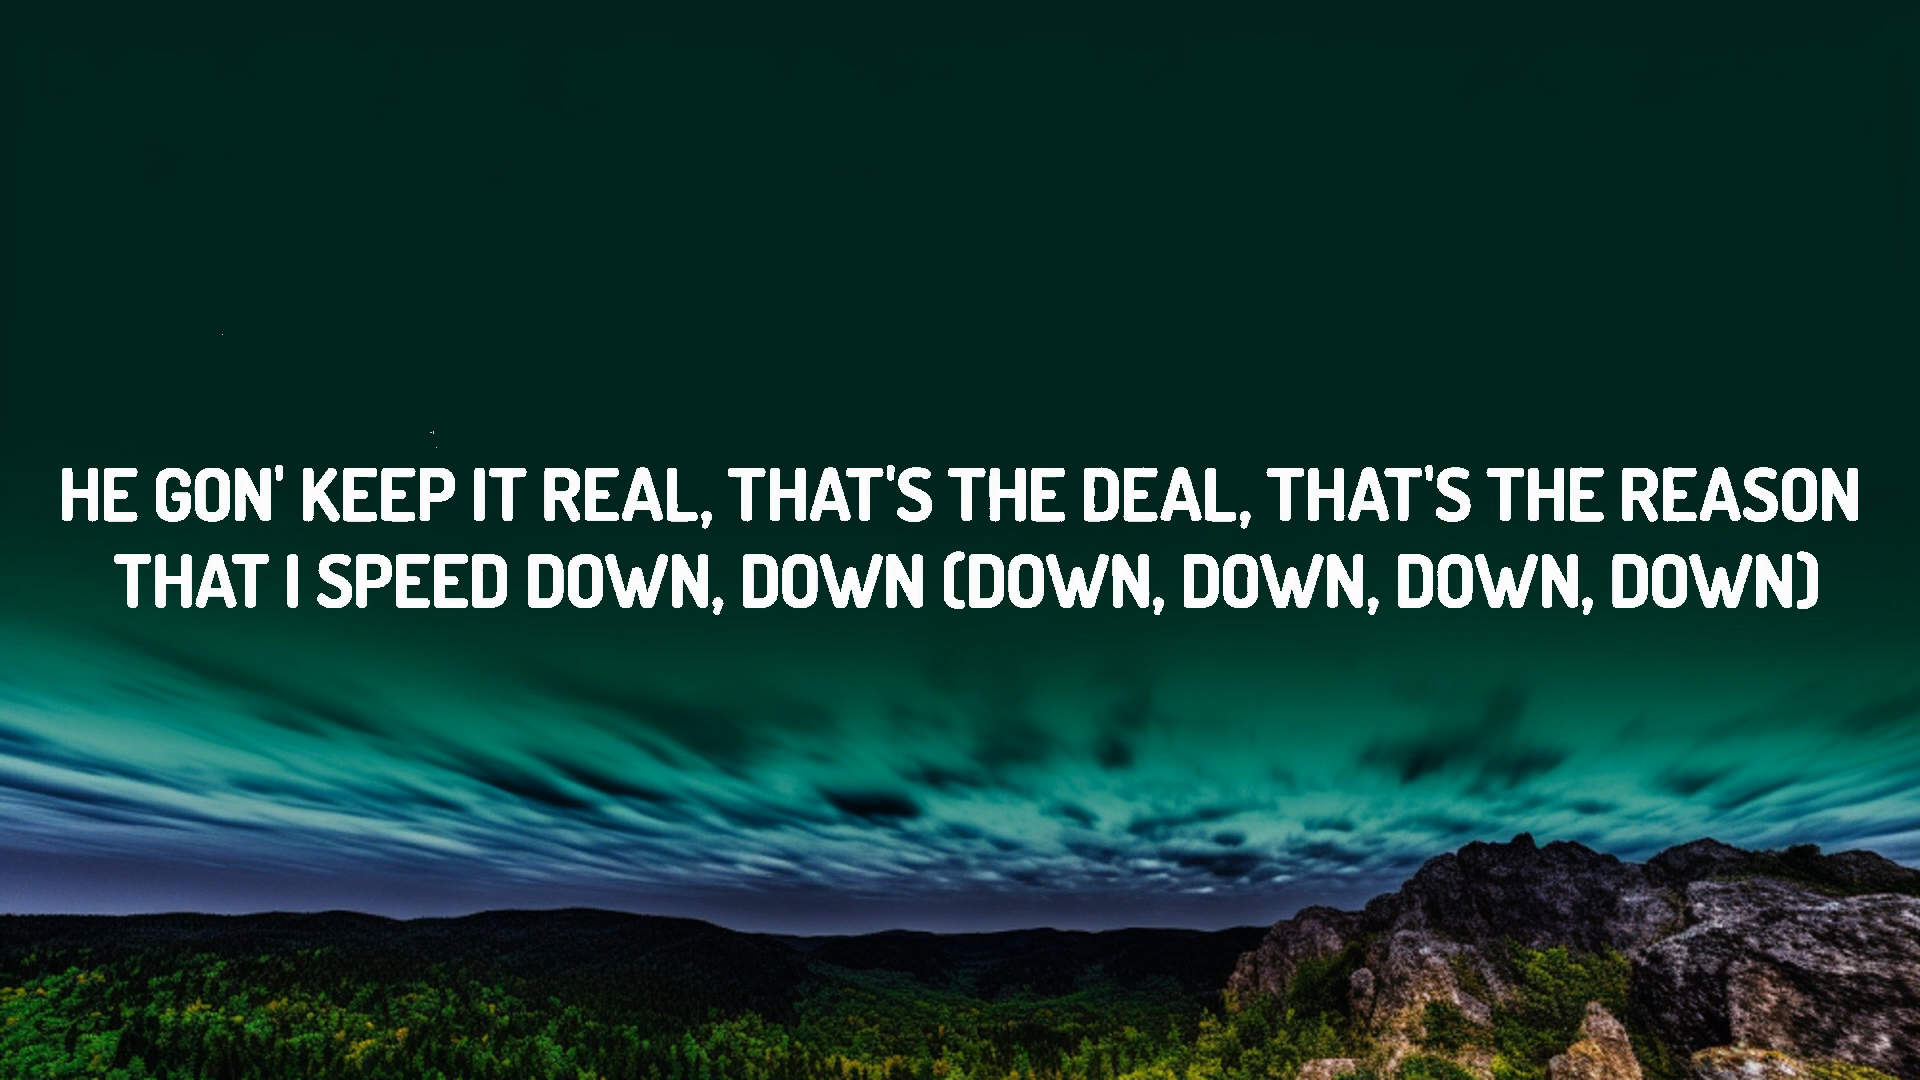 HE GON' KEEP IT REAL, THAT'S THE DEAL, THAT'S THE REASON
THAT I SPEED DOWN, DOWN (DOWN, DOWN, DOWN, DOWN)